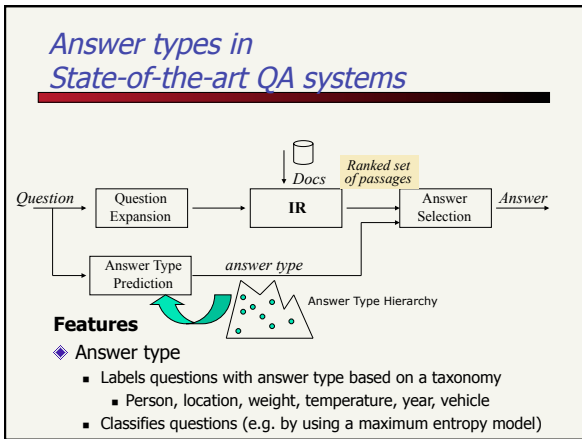 Answer types in
State-of-the-art QA systems
Docs
Ranked set
of passages
Question
Question
Expansion
IR
Answer
Selection
Answer
Answer Type
Prediction
answer type
Answer Type Hierarchy
Features
Answer type
Labels questions with answer type based on a taxonomy
Person, location, weight, temperature, year, vehicle
Classifies questions (e.g. by using a maximum entropy model)